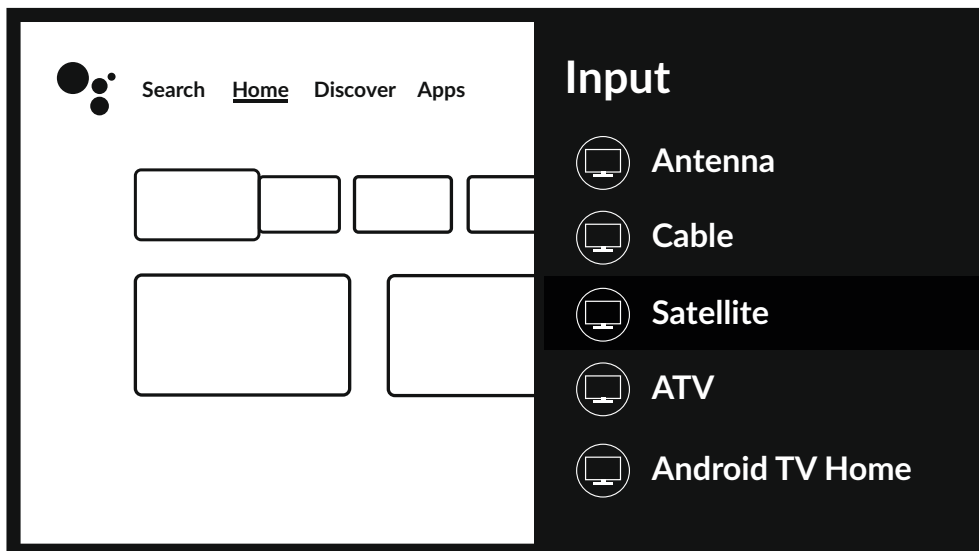 Search Home Discover Apps
Input
Antenna
Cable
Satellite
ATV
Android TV Home